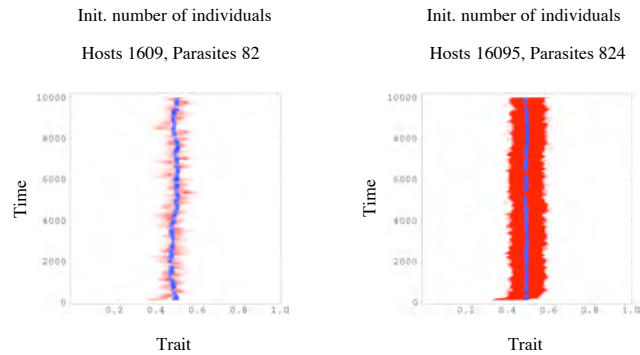 Init. number of individuals
Hosts 1609, Parasites 82
10000
8000
6000
4000
2000
0
Time
0.2 0.4 0.6 0.8 1.0
Trait
Init. number of individuals
Hosts 16095, Parasites 824
10000
8000
6000
4000
2000
0
Time
0.2 0.4 0.6 0.8 1.0
Trait